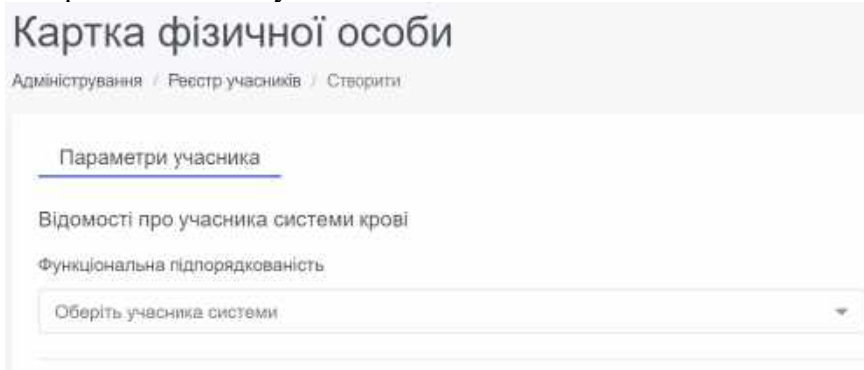 Картка фізичної особи
Адміністрування / Реєстр учасників / Створити
Параметри учасника
Відомості про учасника системи крові
Функціональна підпорядкованість
Оберіть учасника системи